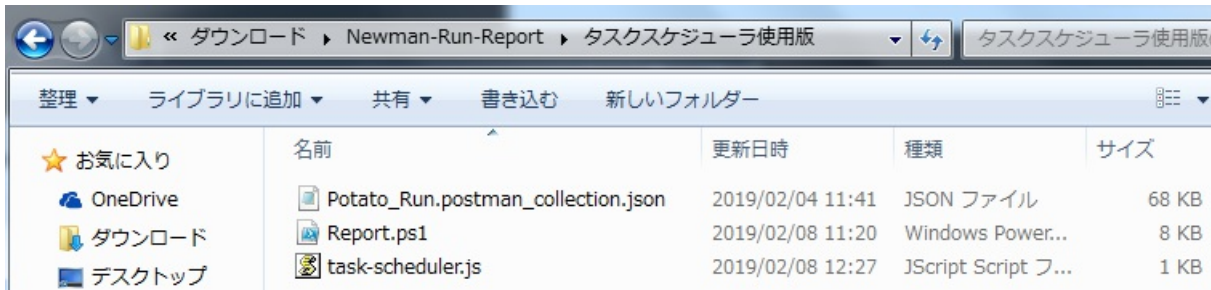 « ダウンロード ▸ Newman-Run-Report ▸ タスクスケジューラ使用版
タスクスケジューラ使用版
整理 ▼ ライブラリに追加 ▼ 共有 ▼ 書き込む 新しいフォルダー
お気に入り
OneDrive
ダウンロード
デスクトップ
名前 更新日時 種類 サイズ
Potato_Run.postman_collection.json 2019/02/04 11:41 JSON ファイル 68 KB
Report.ps1 2019/02/08 11:20 Windows Power... 8 KB
task-scheduler.js 2019/02/08 12:27 JScript Script フ... 1 KB